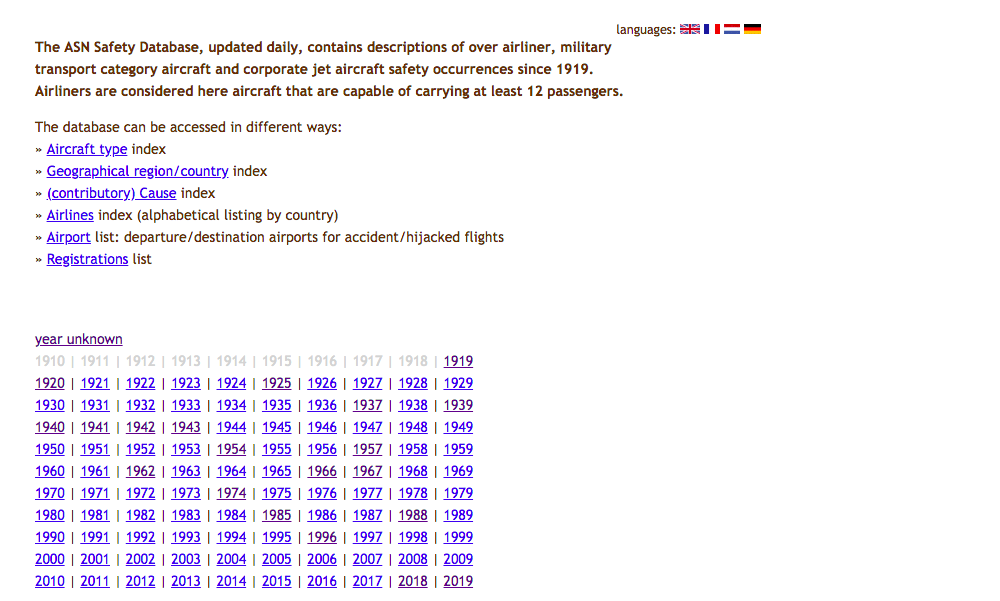 languages:
The ASN Safety Database, updated daily, contains descriptions of over airliner, military
transport category aircraft and corporate jet aircraft safety occurrences since 1919.
Airliners are considered here aircraft that are capable of carrying at least 12 passengers.
The database can be accessed in different ways:
» Aircraft type index
» Geographical region/country index
» (contributory) Cause index
» Airlines index (alphabetical listing by country)
» Airport list: departure/destination airports for accident/hijacked flights
» Registrations list
year unknown
1910 | 1911 | 1912 | 1913 | 1914 | 1915 | 1916 | 1917 | 1918 | 1919
1920 | 1921 | 1922 | 1923 | 1924 | 1925 | 1926 | 1927 | 1928 | 1929
1930 | 1931 | 1932 | 1933 | 1934 | 1935 | 1936 | 1937 | 1938 | 1939
1940 | 1941 | 1942 | 1943 | 1944 | 1945 | 1946 | 1947 | 1948 | 1949
1950 | 1951 | 1952 | 1953 | 1954 | 1955 | 1956 | 1957 | 1958 | 1959
1960 | 1961 | 1962 | 1963 | 1964 | 1965 | 1966 | 1967 | 1968 | 1969
1970 | 1971 | 1972 | 1973 | 1974 | 1975 | 1976 | 1977 | 1978 | 1979
1980 | 1981 | 1982 | 1983 | 1984 | 1985 | 1986 | 1987 | 1988 | 1989
1990 | 1991 | 1992 | 1993 | 1994 | 1995 | 1996 | 1997 | 1998 | 1999
2000 | 2001 | 2002 | 2003 | 2004 | 2005 | 2006 | 2007 | 2008 | 2009
2010 | 2011 | 2012 | 2013 | 2014 | 2015 | 2016 | 2017 | 2018 | 2019